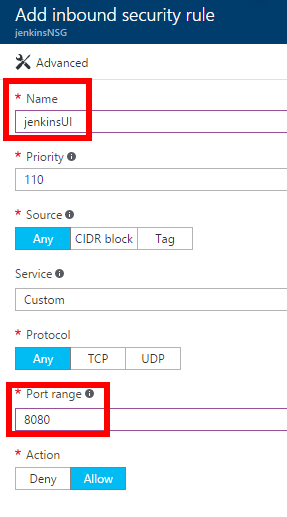 Add inbound security rule
jenkinsNSG
Advanced
* Name
jenkinsUI
* Priority
110
* Source
Any CIDR block Tag
Service
Custom
* Protocol
Any TCP UDP
* Port range
8080
* Action
Deny Allow